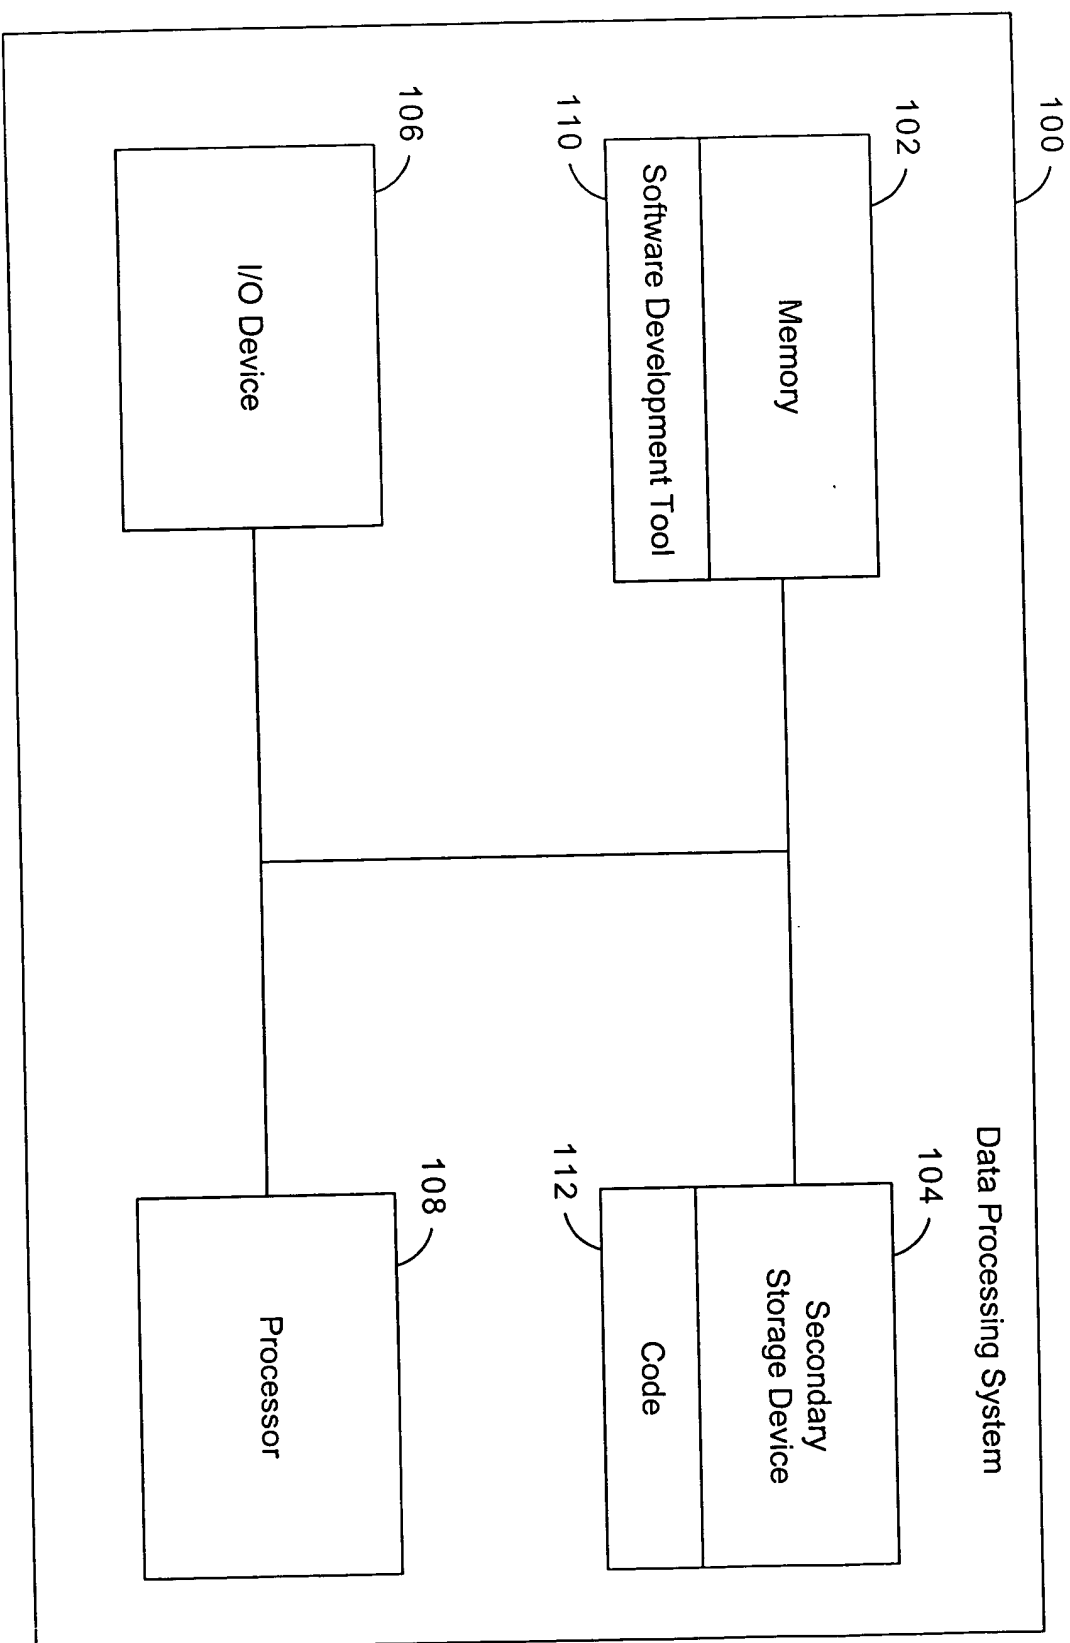 100
Data Processing System
102
Memory
110
Software Development Tool
104
Secondary
Storage Device
112
Code
106
I/O Device
108
Processor